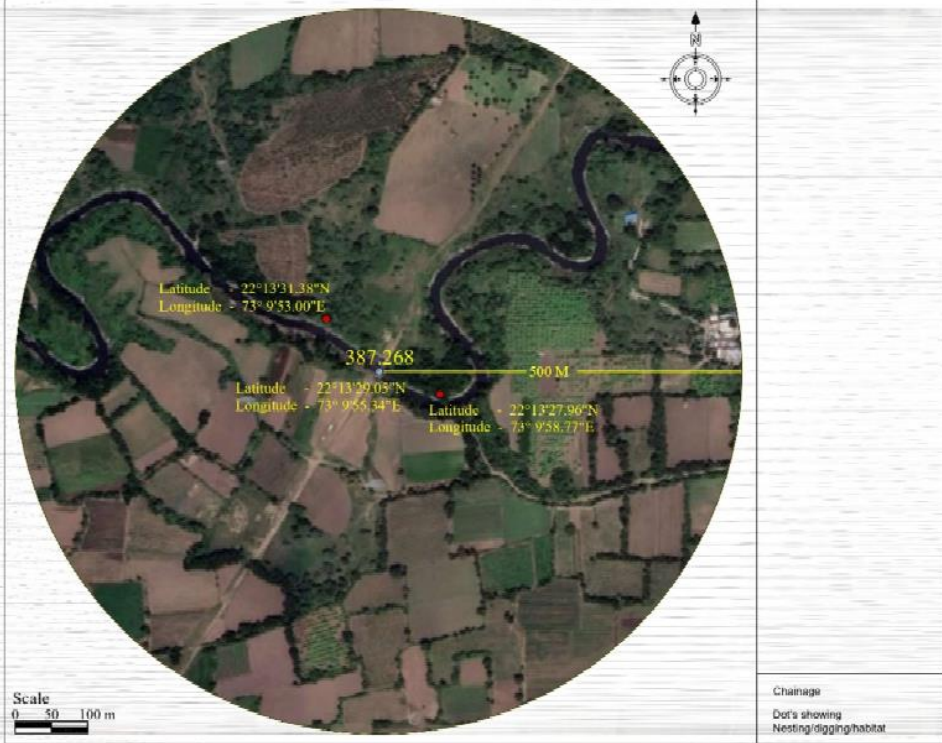 N
Latitude - 22°13'31.38"N
Longitude - 73° 9'53.00"E
387.268
500 M
Latitude - 22°13'29.05"N
Longitude - 73° 9'55.34"E
Latitude - 22°13'27.96"N
Longitude - 73° 9'58.77"E
Scale
0 50 100 m
Chainage
Dot's showing
Nesting/digging/habitat